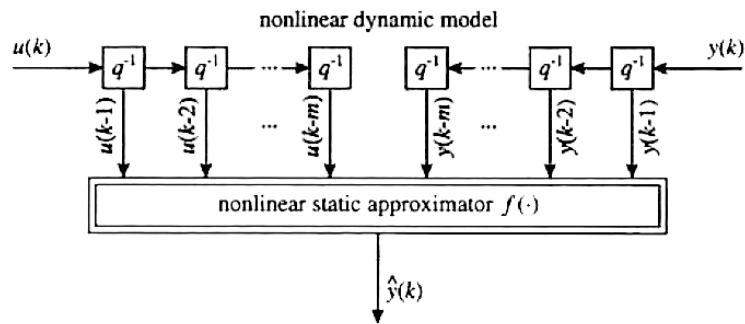 nonlinear dynamic model
u(k) y(k)
q⁻¹ q⁻¹ ... q⁻¹ q⁻¹ ... q⁻¹ q⁻¹
u(k-1) u(k-2) ... u(k-m) y(k-m) ... y(k-2) y(k-1)
nonlinear static approximator f(·)
ŷ(k)